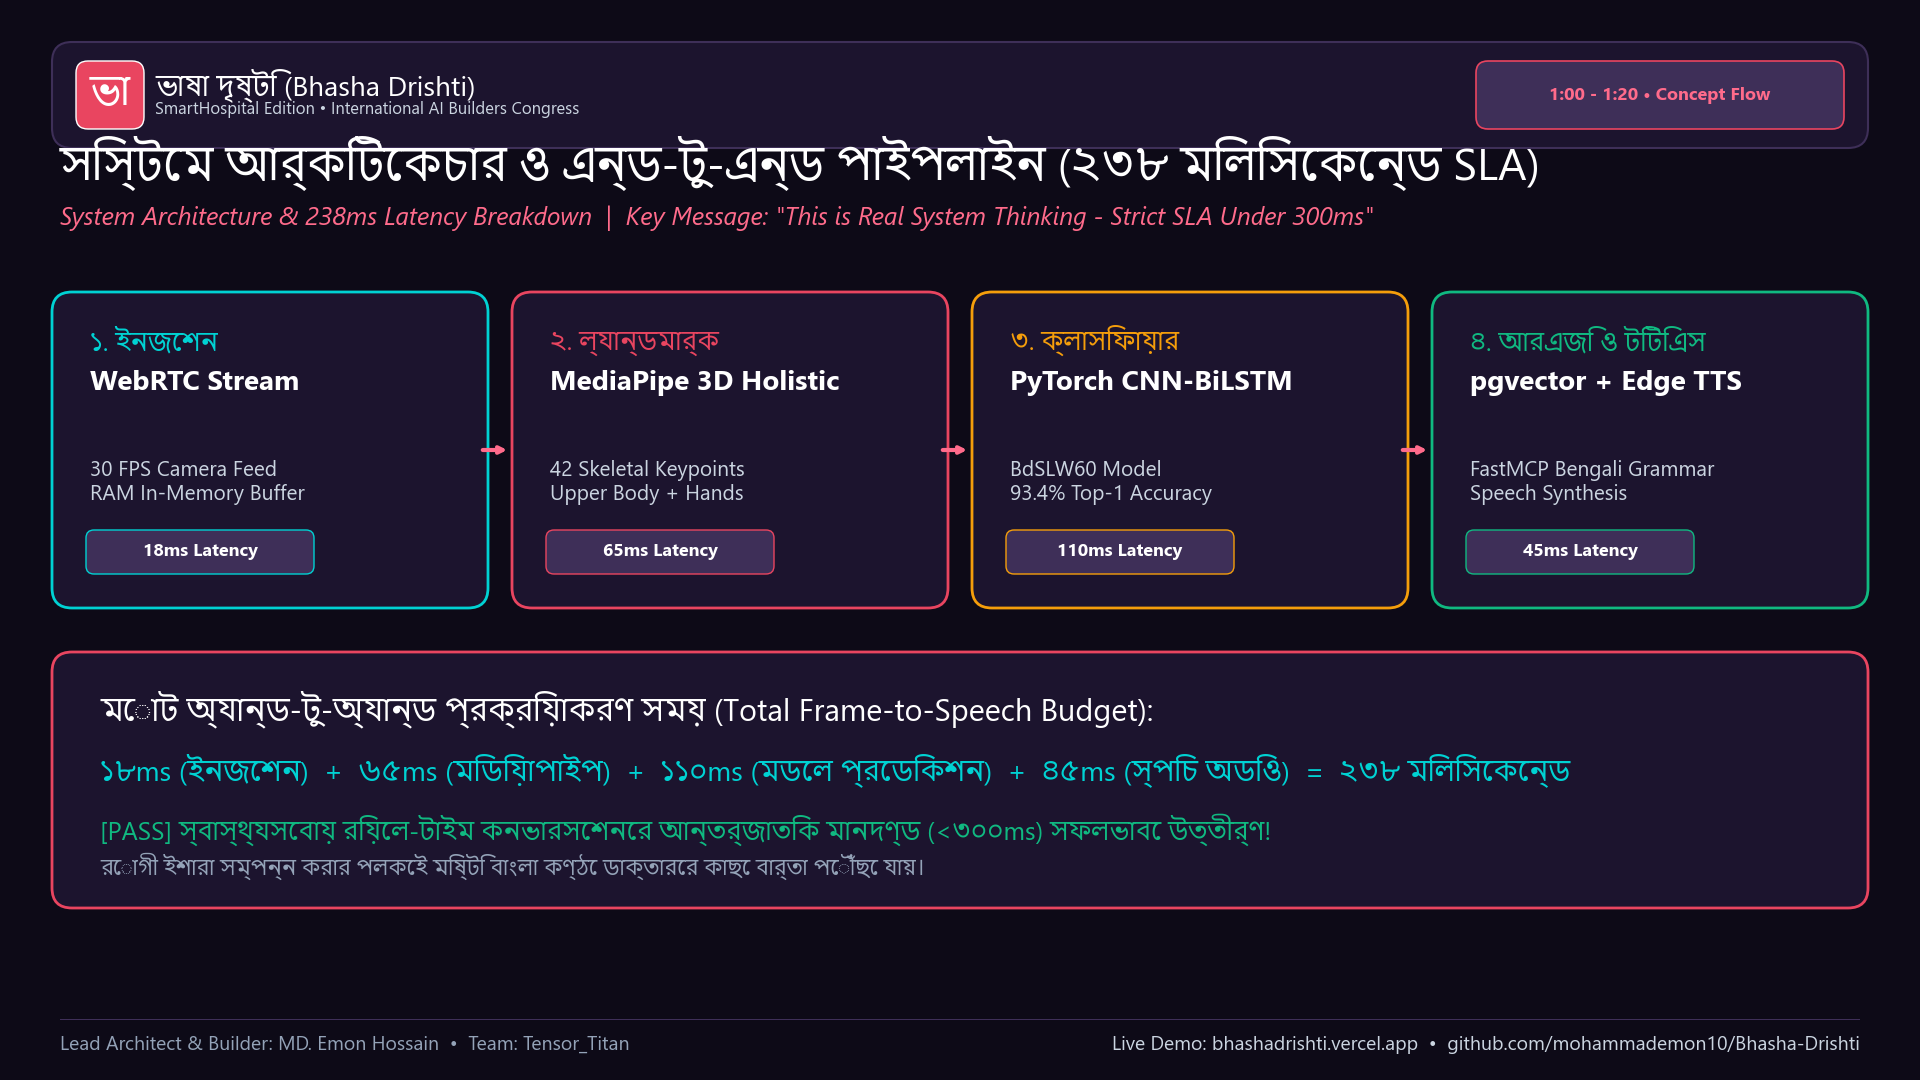 ভা
ভাষা দৃষ্টি (Bhasha Drishti)
SmartHospital Edition • International AI Builders Congress
1:00 - 1:20 • Concept Flow
সিস্টেম আর্কিটেকচার ও এন্ড-টু-এন্ড পাইপলাইন (২৩৮ মিলিসেকেন্ড SLA)
System Architecture & 238ms Latency Breakdown | Key Message: "This is Real System Thinking - Strict SLA Under 300ms"
১. ইনজেশন
WebRTC Stream
30 FPS Camera Feed
RAM In-Memory Buffer
18ms Latency
২. ল্যান্ডমার্ক
MediaPipe 3D Holistic
42 Skeletal Keypoints
Upper Body + Hands
65ms Latency
৩. ক্লাসিফায়ার
PyTorch CNN-BiLSTM
BdSLW60 Model
93.4% Top-1 Accuracy
110ms Latency
৪. আরএজি ও টিটিএস
pgvector + Edge TTS
FastMCP Bengali Grammar
Speech Synthesis
45ms Latency
মোট অ্যান্ড-টু-অ্যান্ড প্রক্রিয়াকরণ সময় (Total Frame-to-Speech Budget):
১৮ms (ইনজেশন) + ৬৫ms (মিডিয়াপাইপ) + ১১০ms (মডেল প্রেডিকশন) + ৪৫ms (স্পিচ অডিও) = ২৩৮ মিলিসেকেন্ড
[PASS] স্বাস্থ্যসেবায় রিয়েল-টাইম কনভারসেশনের আন্তর্জাতিক মানদণ্ড (<৩০০ms) সফলভাবে উত্তীর্ণ!
রোগী ইশারা সম্পন্ন করার পলকেই মিষ্টি বাংলা কণ্ঠে ডাক্তারের কাছে বার্তা পৌঁছে যায়।
Lead Architect & Builder: MD. Emon Hossain • Team: Tensor_Titan
Live Demo: bhashadrishti.vercel.app • github.com/mohammademon10/Bhasha-Drishti